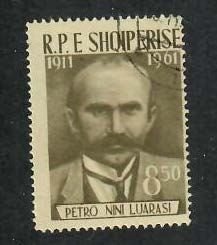 R.P.E SHQIPERISE
1911 1961
8 50
PETRO NINI LUARASI